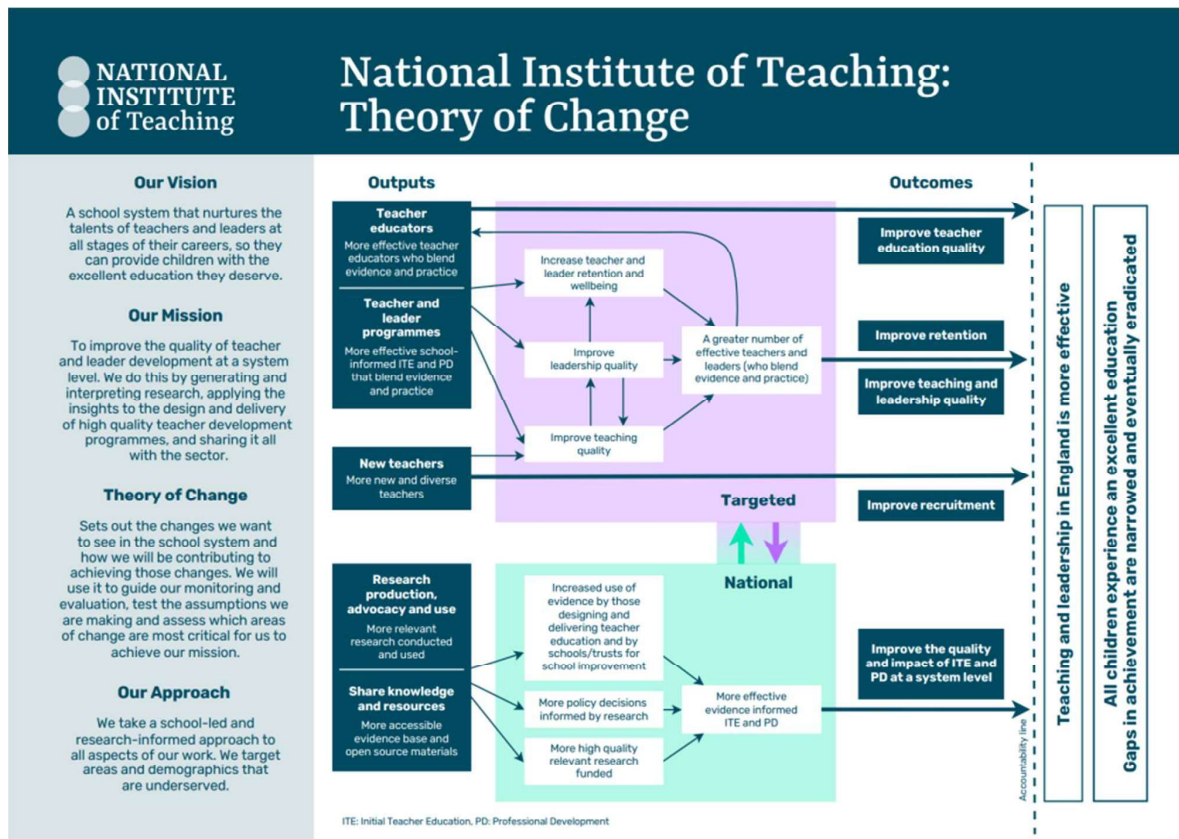 NATIONAL
INSTITUTE
of Teaching
National Institute of Teaching:
Theory of Change
Our Vision
A school system that nurtures the
talents of teachers and leaders at
all stages of their careers, so they
can provide children with the
excellent education they deserve.
Our Mission
To improve the quality of teacher
and leader development at a system
level. We do this by generating and
interpreting research, applying the
insights to the design and delivery
of high quality teacher development
programmes, and sharing it all
with the sector.
Theory of Change
Sets out the changes we want
to see in the school system and
how we will be contributing to
achieving those changes. We will
use it to guide our monitoring and
evaluation, test the assumptions we
are making and assess which areas
of change are most critical for us to
achieve our mission.
Our Approach
We take a school-led and
research-informed approach to
all aspects of our work. We target
areas and demographics that
are underserved.
Outputs
Teacher
educators
More effective teacher
educators who blend
evidence and practice
Teacher and
leader
programmes
More effective school-
informed ITE and PD
that blend evidence
and practice
New teachers
More new and diverse
teachers
Increase teacher and
leader retention and
wellbeing
Improve
leadership quality
Improve teaching
quality
A greater number of
effective teachers and
leaders (who blend
evidence and practice)
Targeted
National
Research
production,
advocacy and use
More relevant
research conducted
and used
Share knowledge
and resources
More accessible
evidence base and
open source materials
Increased use of
evidence by those
designing and
delivering teacher
education and by
schools/trusts for
school improvement
More policy decisions
informed by research
More high quality
relevant research
funded
More effective
evidence informed
ITE and PD
Outcomes
Improve teacher
education quality
Improve retention
Improve teaching and
leadership quality
Improve recruitment
Improve the quality
and impact of ITE and
PD at a system level
Accountability line
Teaching and leadership in England is more effective
All children experience an excellent education
Gaps in achievement are narrowed and eventually eradicated
ITE: Initial Teacher Education, PD: Professional Development